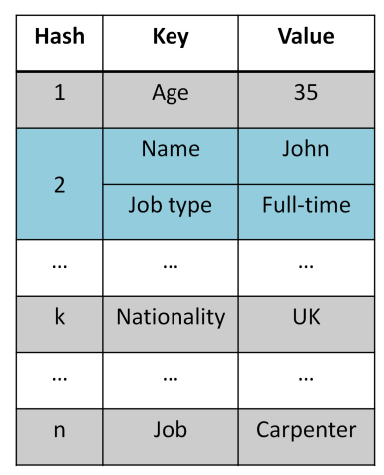 Hash Key Value
1 Age 35
2 Name John
Job type Full-time
... ... ...
k Nationality UK
... ... ...
n Job Carpenter